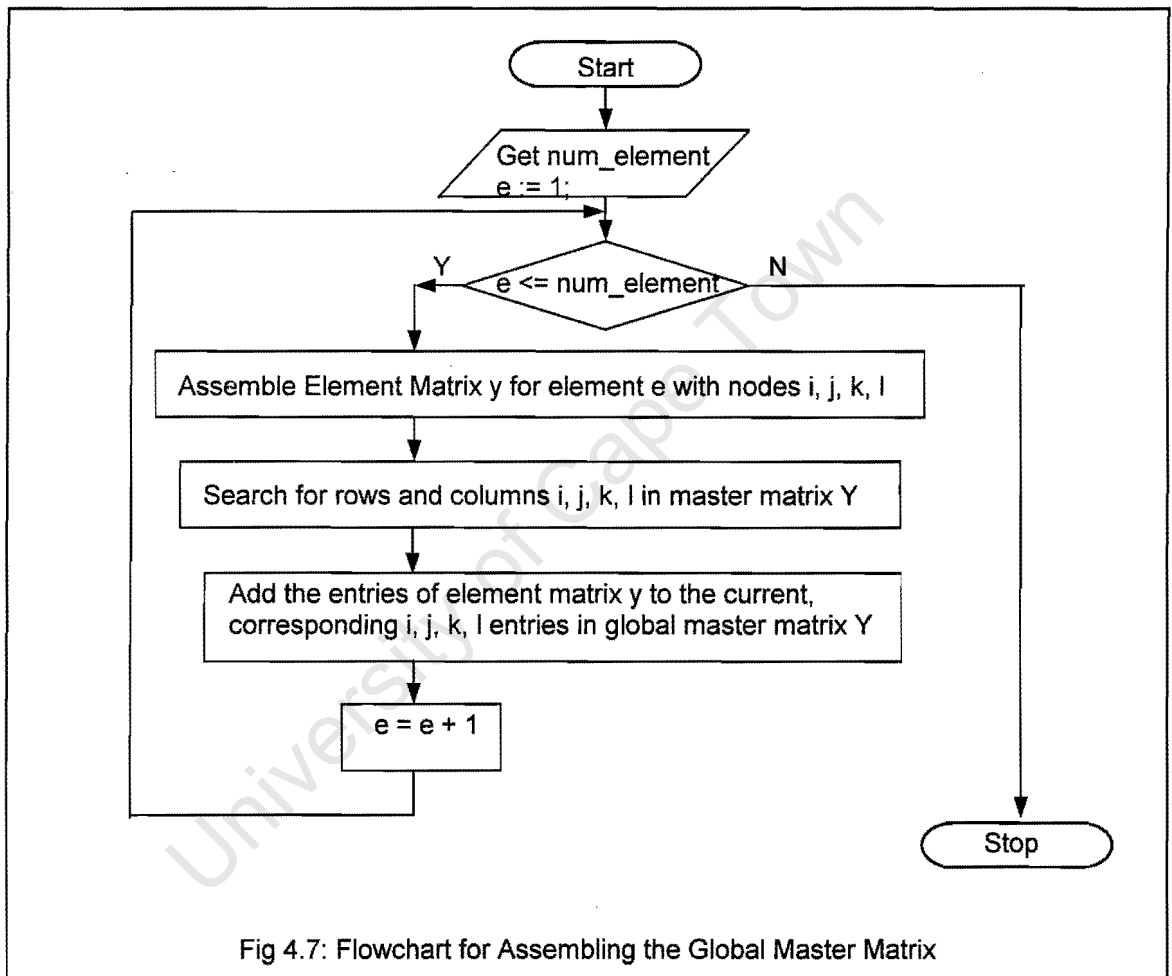 Start
Get num_element
e := 1;
Y
e <= num_element
N
Assemble Element Matrix y for element e with nodes i, j, k, l
Search for rows and columns i, j, k, l in master matrix Y
Add the entries of element matrix y to the current,
corresponding i, j, k, l entries in global master matrix Y
e = e + 1
Stop
Fig 4.7: Flowchart for Assembling the Global Master Matrix
University of Cape Town